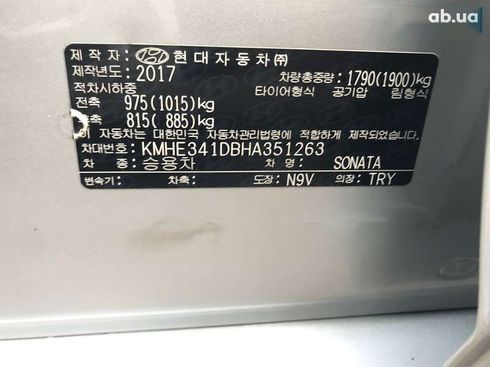 ab.ua
제 작 자 : 현대자동차㈜
제작년도 : 2017 차량총중량: 1790(1900)kg
적차시하중 타이어형식 공기압 림형식
전축 975(1015)kg
축 815( 885)kg
이 자동차는 대한민국 자동차관리법령에 적합하게 제작되었음.
차대번호: KMHE341DBHA351263
차 종: 승용차 차 명: SONATA
변속기: 차축: 도장: N9V 의장: TRY